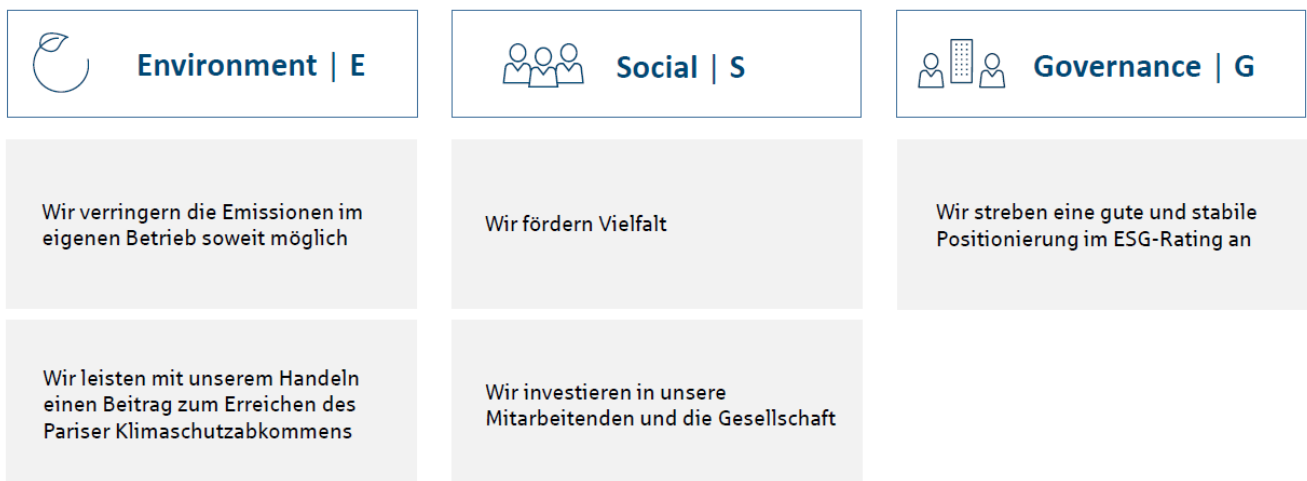 Environment | E
Social | S
Governance | G
Wir verringern die Emissionen im
eigenen Betrieb soweit möglich
Wir fördern Vielfalt
Wir streben eine gute und stabile
Positionierung im ESG-Rating an
Wir leisten mit unserem Handeln
einen Beitrag zum Erreichen des
Pariser Klimaschutzabkommens
Wir investieren in unsere
Mitarbeitenden und die Gesellschaft